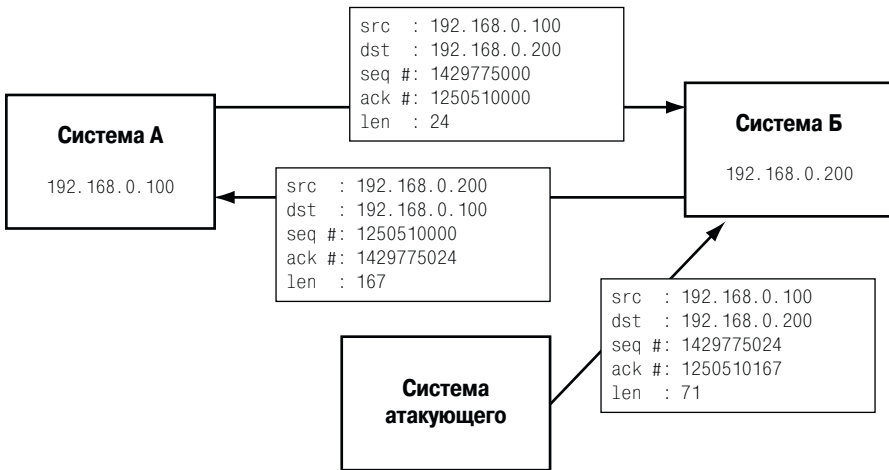 src : 192.168.0.100
dst : 192.168.0.200
seq #: 1429775000
ack #: 1250510000
len : 24
Система А
192.168.0.100
Система Б
192.168.0.200
src : 192.168.0.200
dst : 192.168.0.100
seq #: 1250510000
ack #: 1429775024
len : 167
src : 192.168.0.100
dst : 192.168.0.200
seq #: 1429775024
ack #: 1250510167
len : 71
Система
атакующего